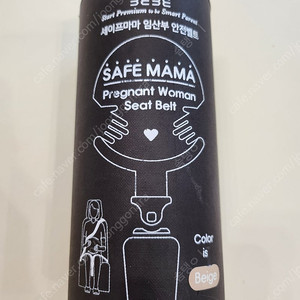 BEBE
Start Premium to be Smart Parent
세이프마마 임산부 안전벨트
SAFE MAMA
Pregnant Woman
Seat Belt
Color
is
Beige